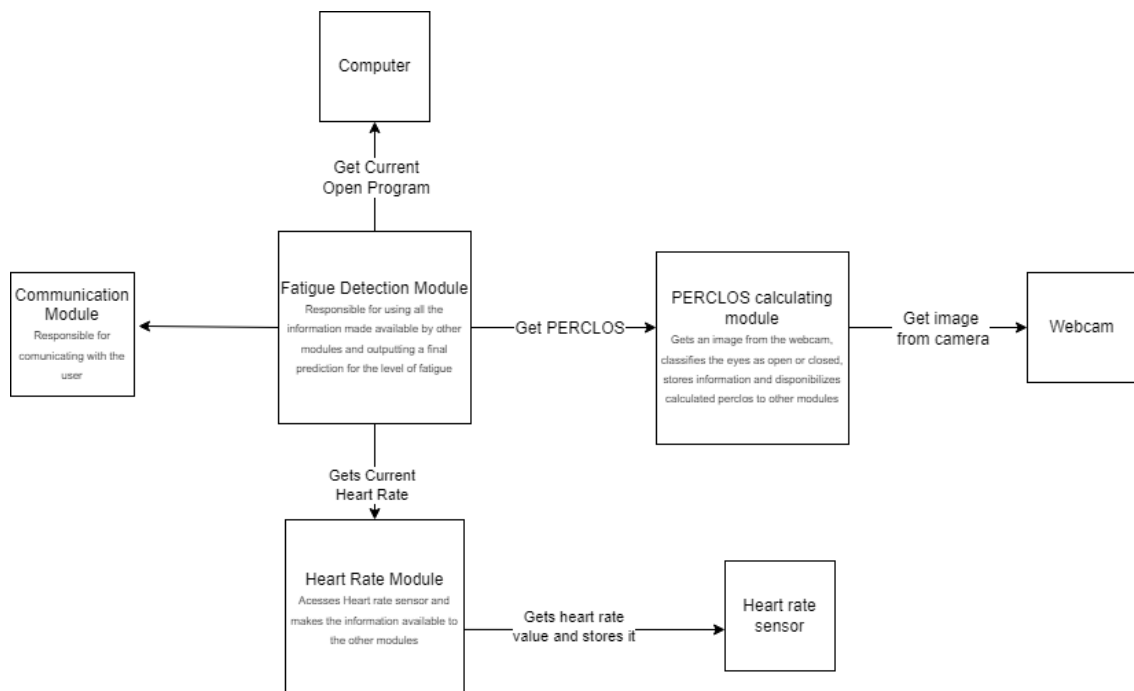 Computer
Get Current
Open Program
Communication
Module
Responsible for
comunicating with the
user
Fatigue Detection Module
Responsible for using all the
information made available by other
modules and outputting a final
prediction for the level of fatigue
Get PERCLOS
PERCLOS calculating
module
Gets an image from the webcam,
classifies the eyes as open or closed,
stores information and disponibilizes
calculated perclos to other modules
Get image
from camera
Webcam
Gets Current
Heart Rate
Heart Rate Module
Acesses Heart rate sensor and
makes the information available to
the other modules
Gets heart rate
value and stores it
Heart rate
sensor